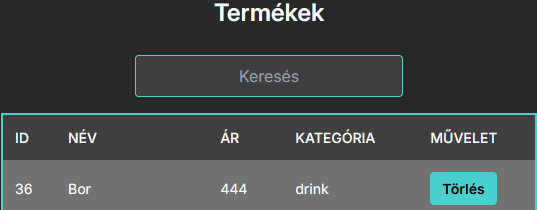 Termékek
Keresés
ID NÉV ÁR KATEGÓRIA MŰVELET
36 Bor 444 drink Törlés